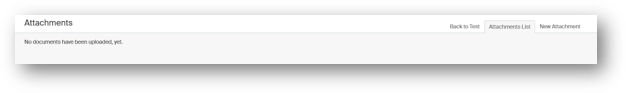 Attachments
Back to Test Attachments List New Attachment
No documents have been uploaded, yet.